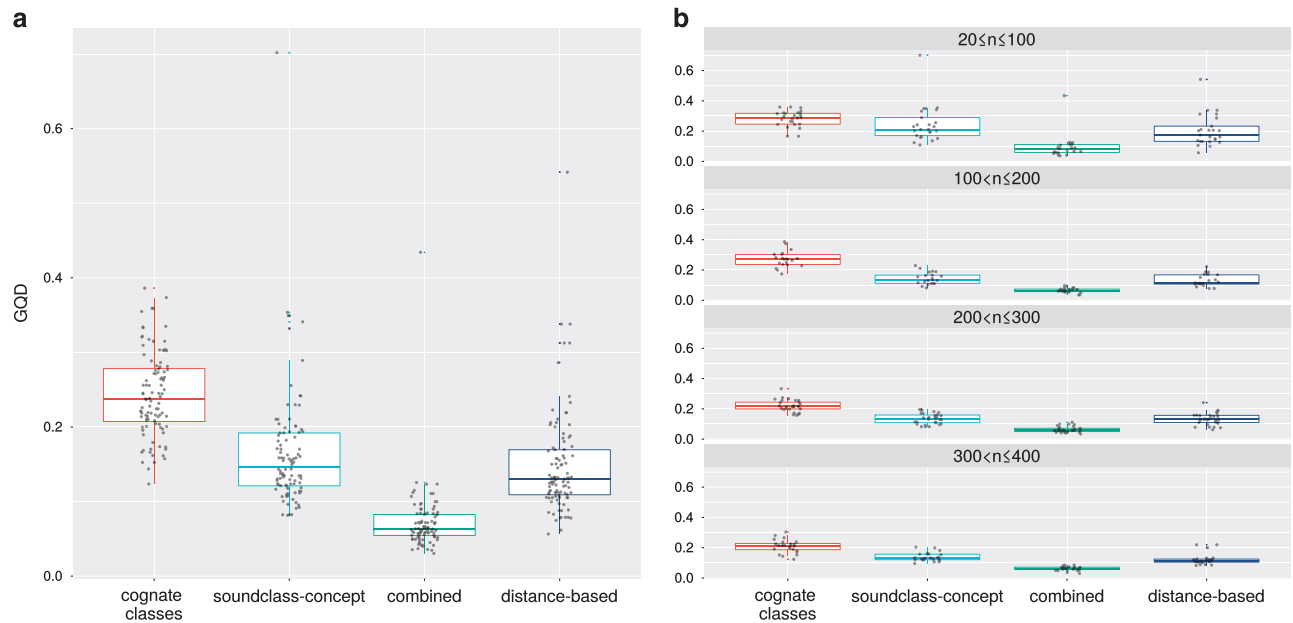 a
GQD
0.6
0.4
0.2
0.0
cognate
classes
soundclass-concept
combined
distance-based
b
20≤n≤100
0.6
0.4
0.2
0.0
100<n≤200
0.6
0.4
0.2
0.0
200<n≤300
0.6
0.4
0.2
0.0
300<n≤400
0.6
0.4
0.2
0.0
cognate
classes
soundclass-concept
combined
distance-based